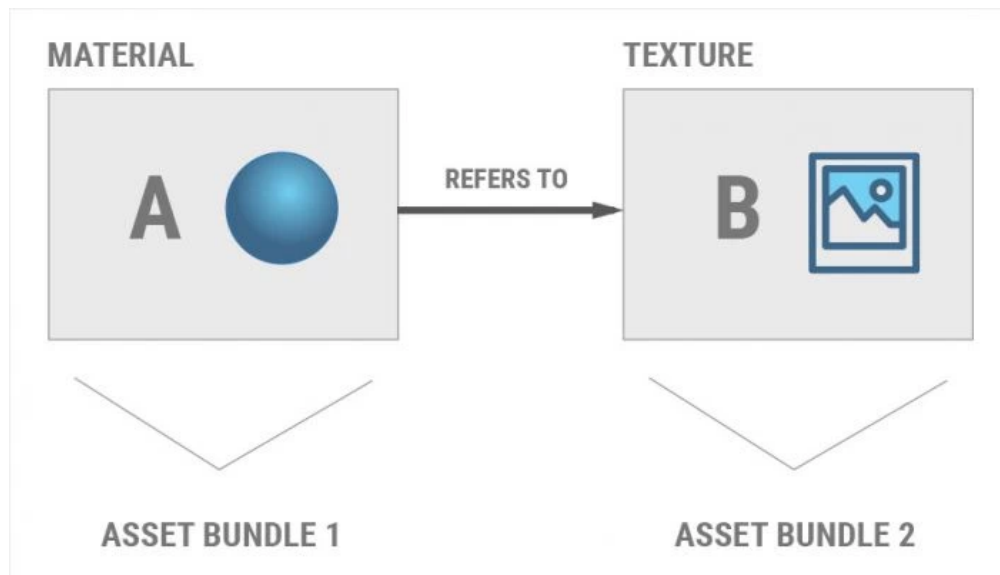 MATERIAL
TEXTURE
A
REFERS TO
B
ASSET BUNDLE 1
ASSET BUNDLE 2